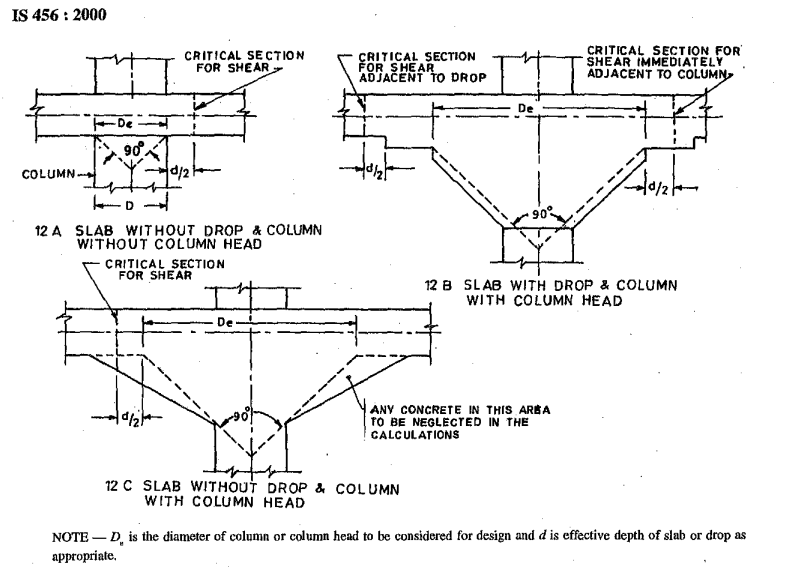 IS 456 : 2000
CRITICAL SECTION
FOR SHEAR
De
90°
COLUMN
d/2
D
12 A SLAB WITHOUT DROP & COLUMN
WITHOUT COLUMN HEAD
CRITICAL SECTION
FOR SHEAR
ADJACENT TO DROP
CRITICAL SECTION FOR
SHEAR IMMEDIATELY
ADJACENT TO COLUMN
De
d/2
d/2
90°
12 B SLAB WITH DROP & COLUMN
WITH COLUMN HEAD
CRITICAL SECTION
FOR SHEAR
De
d/2
90°
ANY CONCRETE IN THIS AREA
TO BE NEGLECTED IN THE
CALCULATIONS
12 C SLAB WITHOUT DROP & COLUMN
WITH COLUMN HEAD
NOTE — De is the diameter of column or column head to be considered for design and d is effective depth of slab or drop as
appropriate.